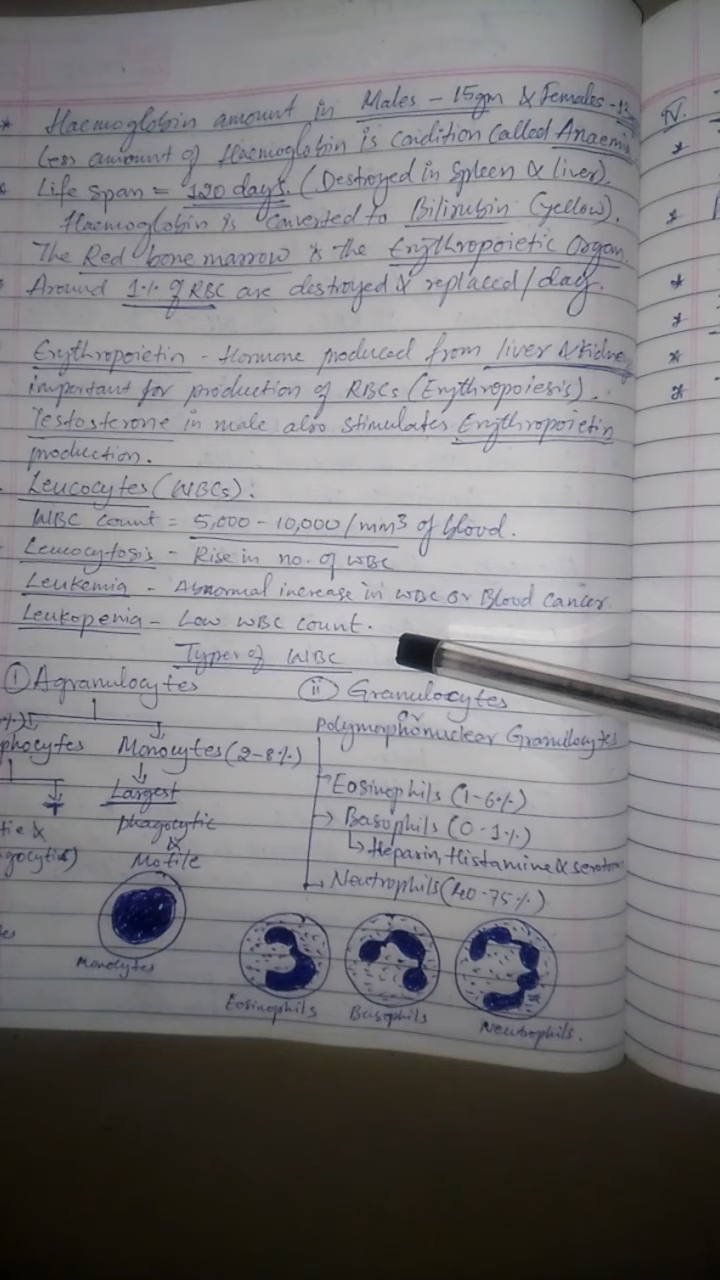 * Haemoglobin amount in Males - 15gm & Females - 13
Less amount of Haemoglobin is condition called Anaemi
Life span = 120 days. (Destroyed in Spleen & liver).
Haemoglobin is converted to Bilirubin (yellow).
The Red bone marrow is the Erythropoietic Organ.
Around 1% of RBC are destroyed & replaced/day.
Erythropoietin - Hormone produced from liver & Kidney
important for production of RBCs (Erythropoiesis).
Testosterone in male also stimulates Erythropoietin
production.
Leucocytes (WBCs):
WBC count = 5,000 - 10,000/mm³ of blood.
Leucocytosis - Rise in no. of WBC
Leukemia - Abnormal increase in WBC or Blood Cancer
Leukopenia - Low WBC count.
Types of WBC
① Agranulocytes
ⓘⓘ Granulocytes
or
Polymorphonuclear Granulocytes
phocytes Monocytes (2-8%)
Largest
phagocytic
&
Motile
Eosinophils (1-6%)
Basophils (0-1%)
Heparin, Histamine & seroton
Neutrophils (40-75%)
Monocytes
Eosinophils
Basophils
Neutrophils.